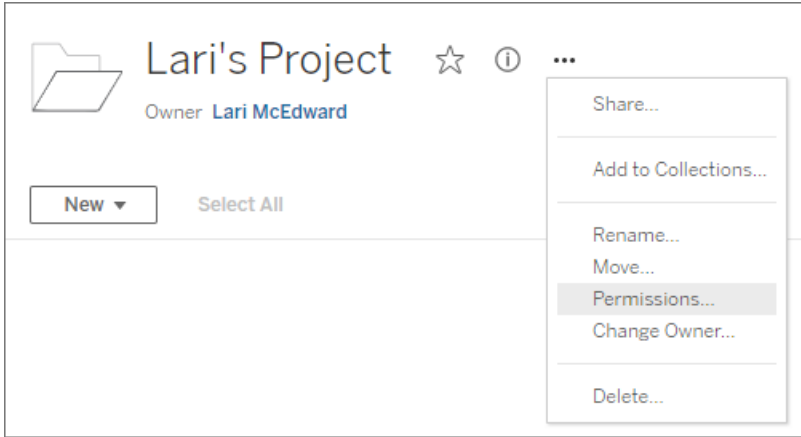 Lari's Project
Owner Lari McEdward
New
Select All
Share...
Add to Collections...
Rename...
Move...
Permissions...
Change Owner...
Delete...